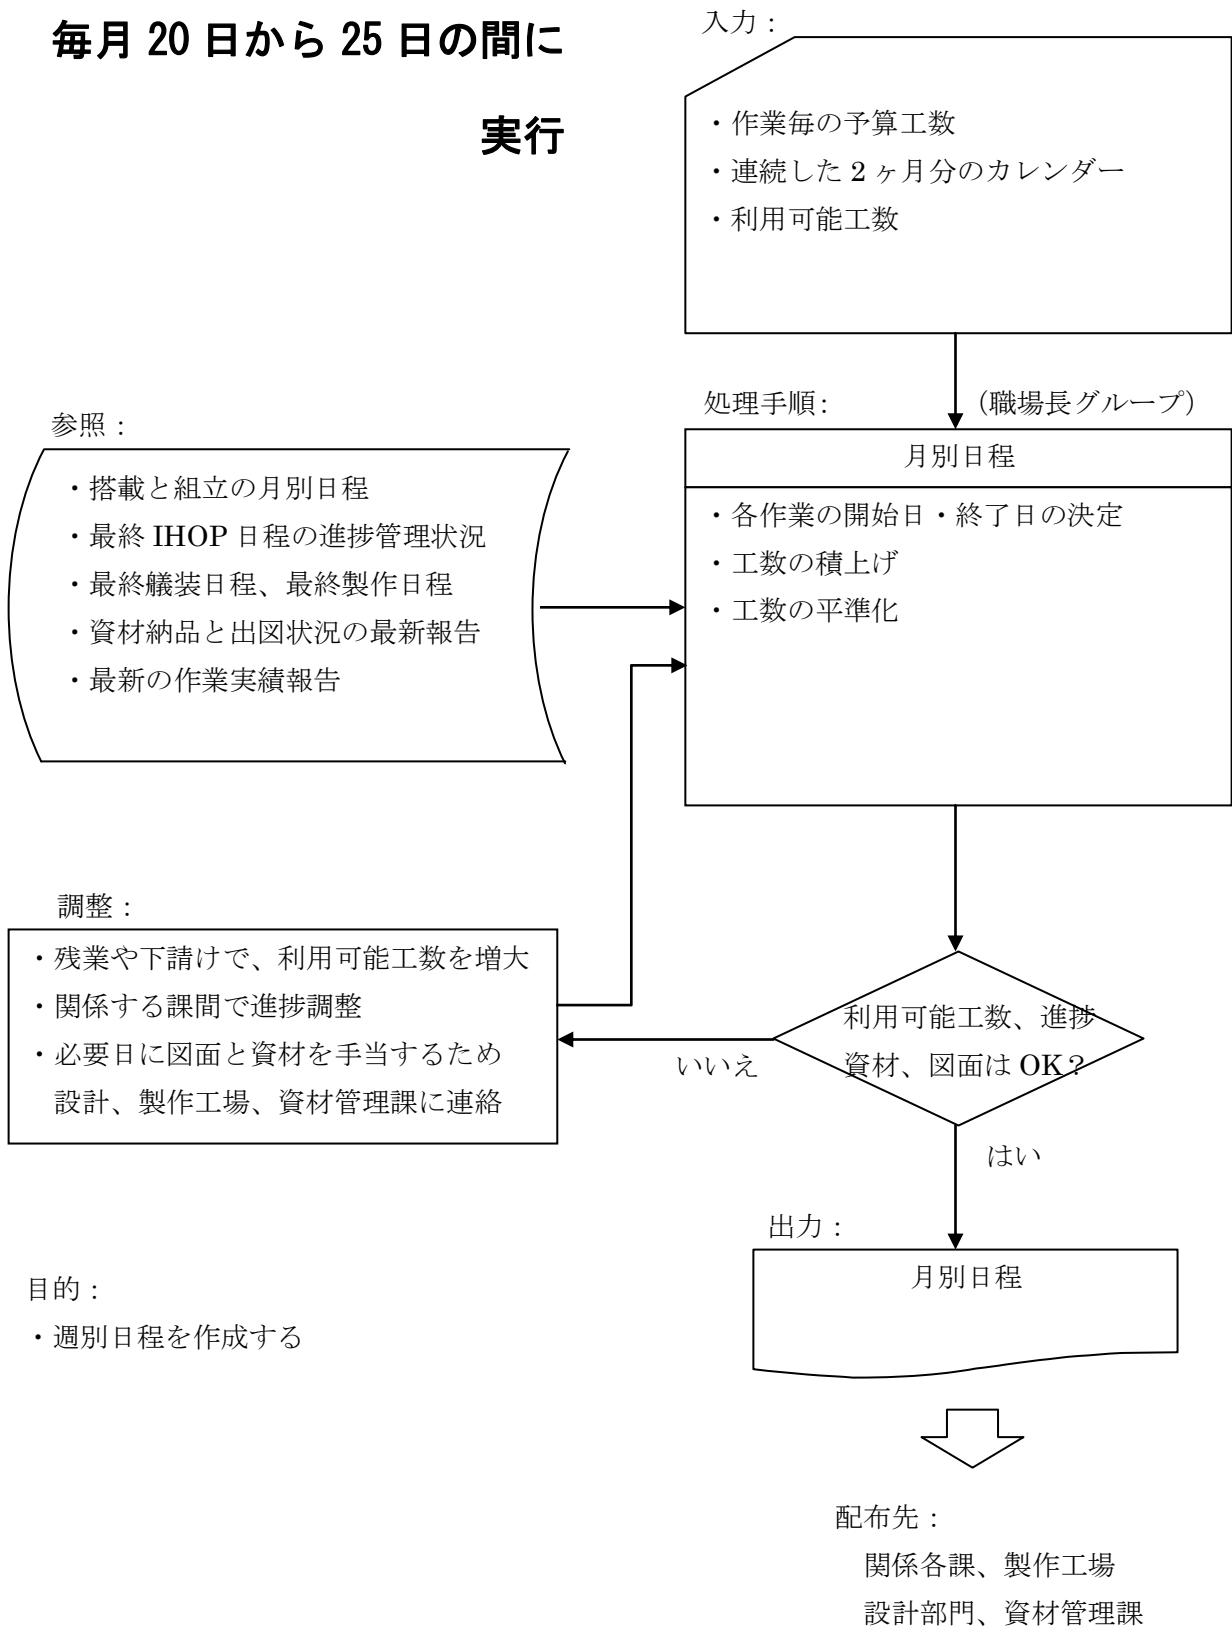 毎月 20 日から 25 日の間に
実行
入力：
・作業毎の予算工数
・連続した 2 ヶ月分のカレンダー
・利用可能工数
処理手順：
（職場長グループ）
月別日程
・各作業の開始日・終了日の決定
・工数の積上げ
・工数の平準化
参照：
・搭載と組立の月別日程
・最終 IHOP 日程の進捗管理状況
・最終艤装日程、最終製作日程
・資材納品と出図状況の最新報告
・最新の作業実績報告
調整：
・残業や下請けで、利用可能工数を増大
・関係する課間で進捗調整
・必要日に図面と資材を手当するため
設計、製作工場、資材管理課に連絡
利用可能工数、進捗
資材、図面は OK？
いいえ
はい
出力：
月別日程
目的：
・週別日程を作成する
配布先：
関係各課、製作工場
設計部門、資材管理課